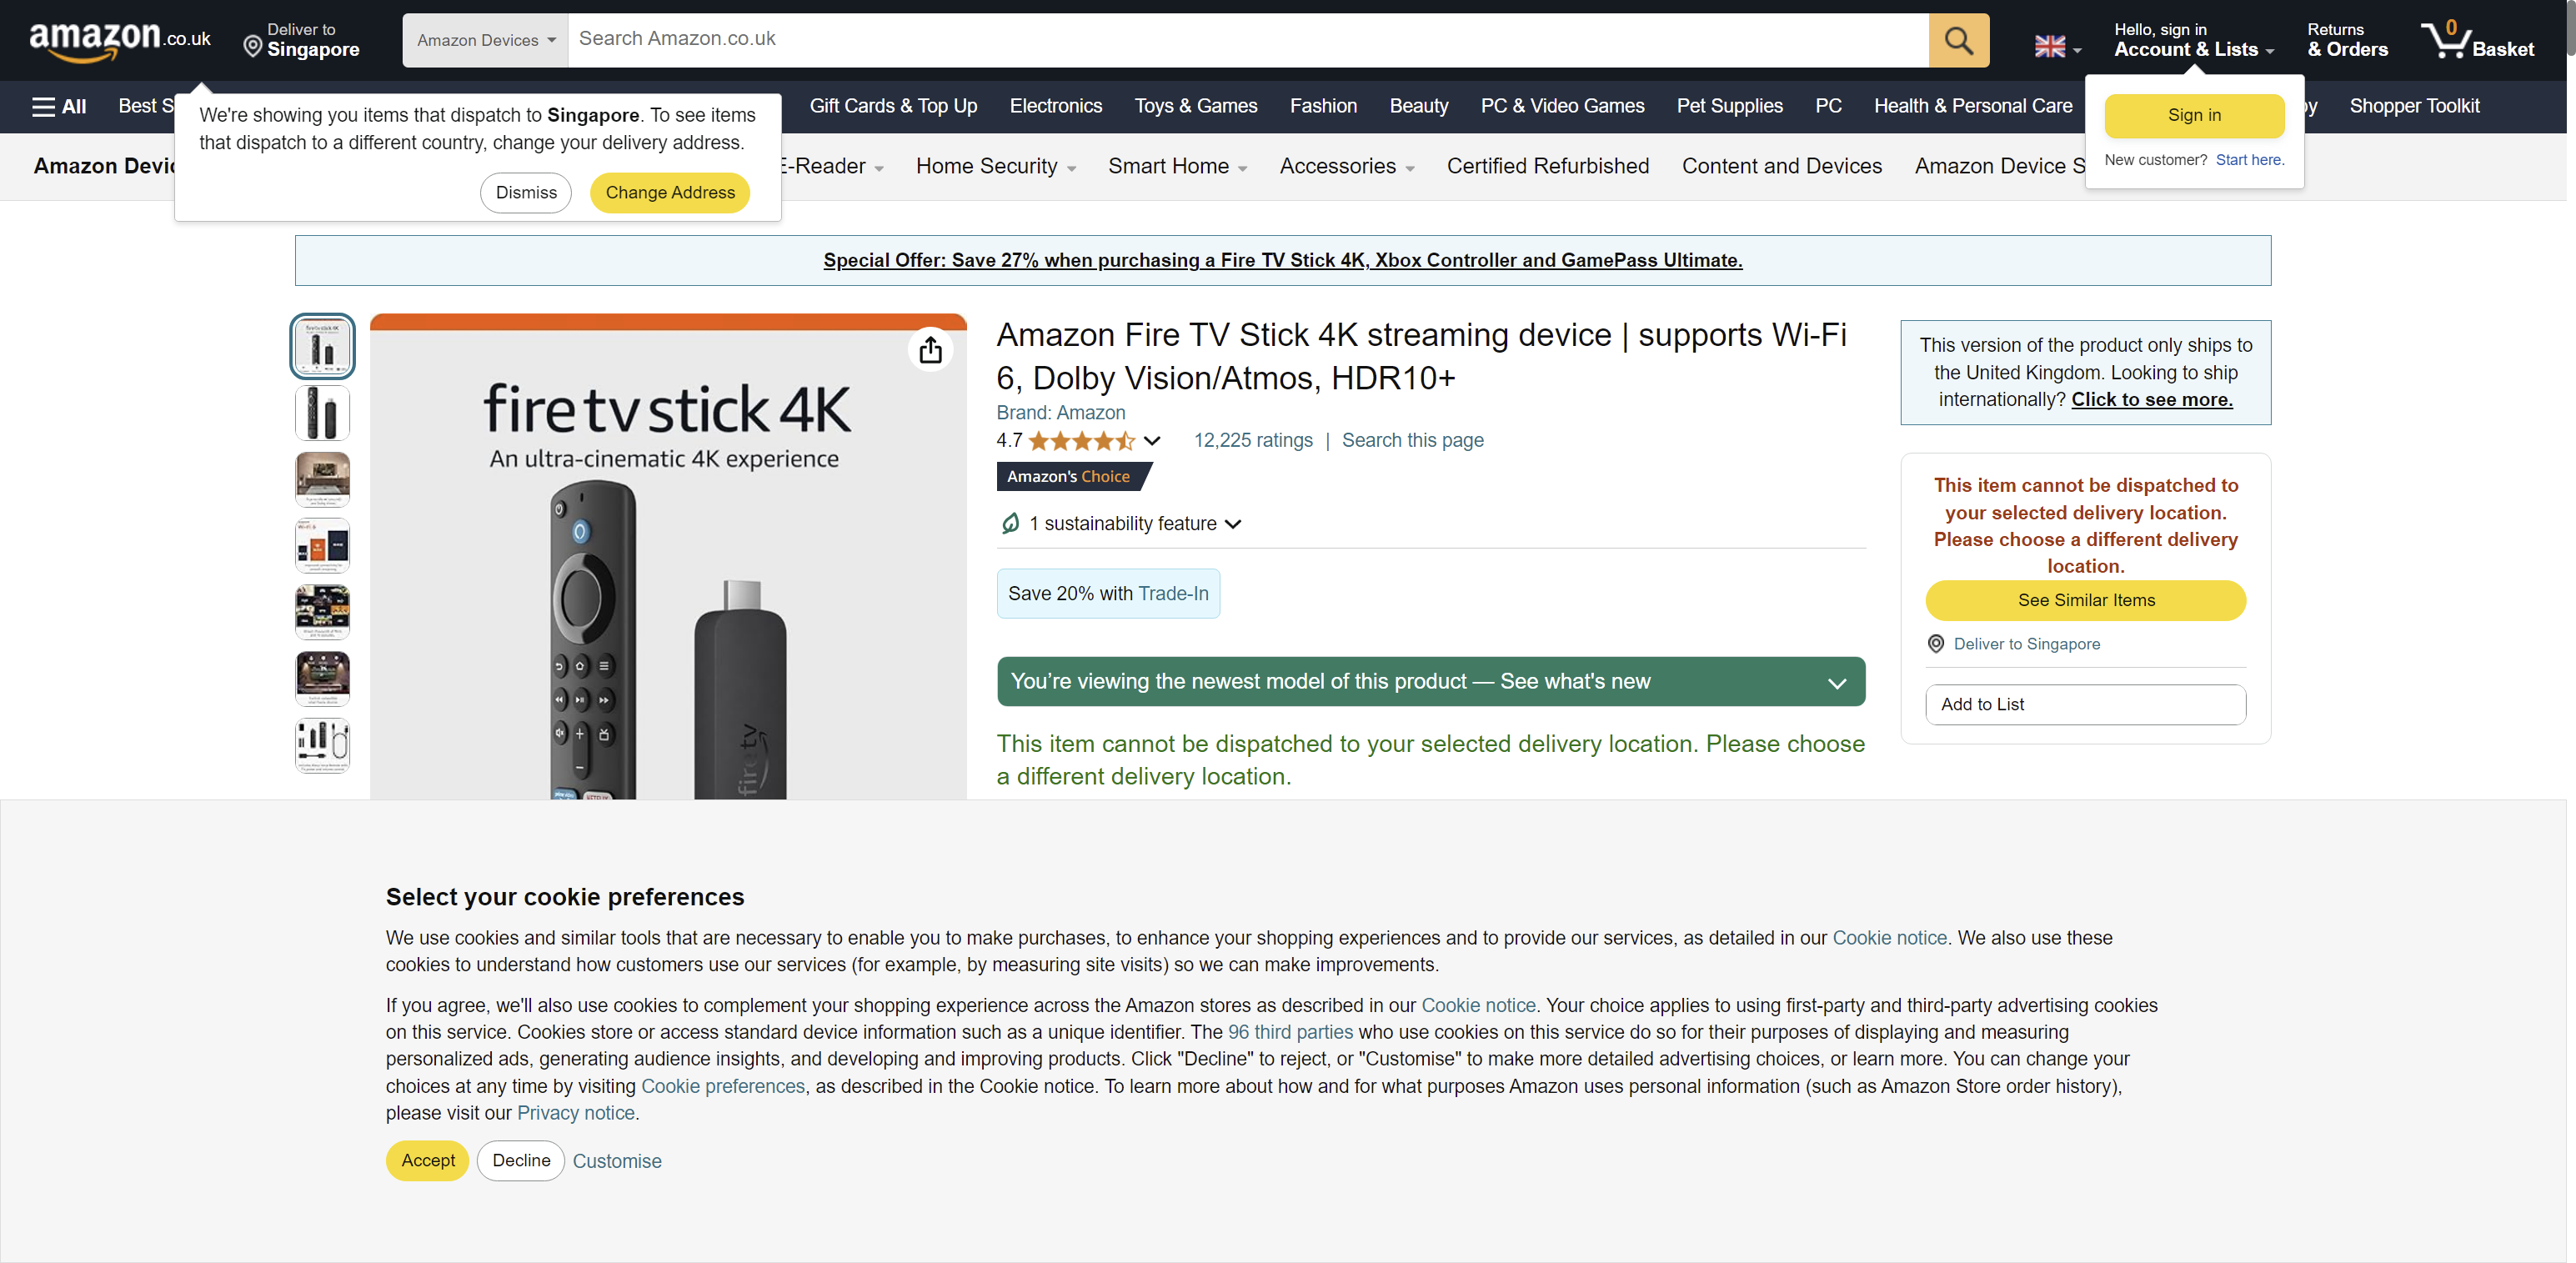 amazon.co.uk
Deliver to
Singapore
Amazon Devices
Search Amazon.co.uk
Hello, sign in
Account & Lists
Returns
& Orders
0
Basket
All
Best S
Gift Cards & Top Up
Electronics
Toys & Games
Fashion
Beauty
PC & Video Games
Pet Supplies
PC
Health & Personal Care
Shopper Toolkit
We're showing you items that dispatch to Singapore. To see items
that dispatch to a different country, change your delivery address.
Dismiss
Change Address
Sign in
New customer? Start here.
Amazon Devic
E-Reader
Home Security
Smart Home
Accessories
Certified Refurbished
Content and Devices
Amazon Device S
Special Offer: Save 27% when purchasing a Fire TV Stick 4K, Xbox Controller and GamePass Ultimate.
fire tv stick 4K
An ultra-cinematic 4K experience
fire tv
Amazon Fire TV Stick 4K streaming device | supports Wi-Fi
6, Dolby Vision/Atmos, HDR10+
Brand: Amazon
4.7
12,225 ratings | Search this page
Amazon's Choice
1 sustainability feature
Save 20% with Trade-In
You’re viewing the newest model of this product — See what's new
This item cannot be dispatched to your selected delivery location. Please choose
a different delivery location.
This version of the product only ships to
the United Kingdom. Looking to ship
internationally? Click to see more.
This item cannot be dispatched to
your selected delivery location.
Please choose a different delivery
location.
See Similar Items
Deliver to Singapore
Add to List
Select your cookie preferences
We use cookies and similar tools that are necessary to enable you to make purchases, to enhance your shopping experiences and to provide our services, as detailed in our Cookie notice. We also use these
cookies to understand how customers use our services (for example, by measuring site visits) so we can make improvements.
If you agree, we'll also use cookies to complement your shopping experience across the Amazon stores as described in our Cookie notice. Your choice applies to using first-party and third-party advertising cookies
on this service. Cookies store or access standard device information such as a unique identifier. The 96 third parties who use cookies on this service do so for their purposes of displaying and measuring
personalized ads, generating audience insights, and developing and improving products. Click "Decline" to reject, or "Customise" to make more detailed advertising choices, or learn more. You can change your
choices at any time by visiting Cookie preferences, as described in the Cookie notice. To learn more about how and for what purposes Amazon uses personal information (such as Amazon Store order history),
please visit our Privacy notice.
Accept
Decline
Customise